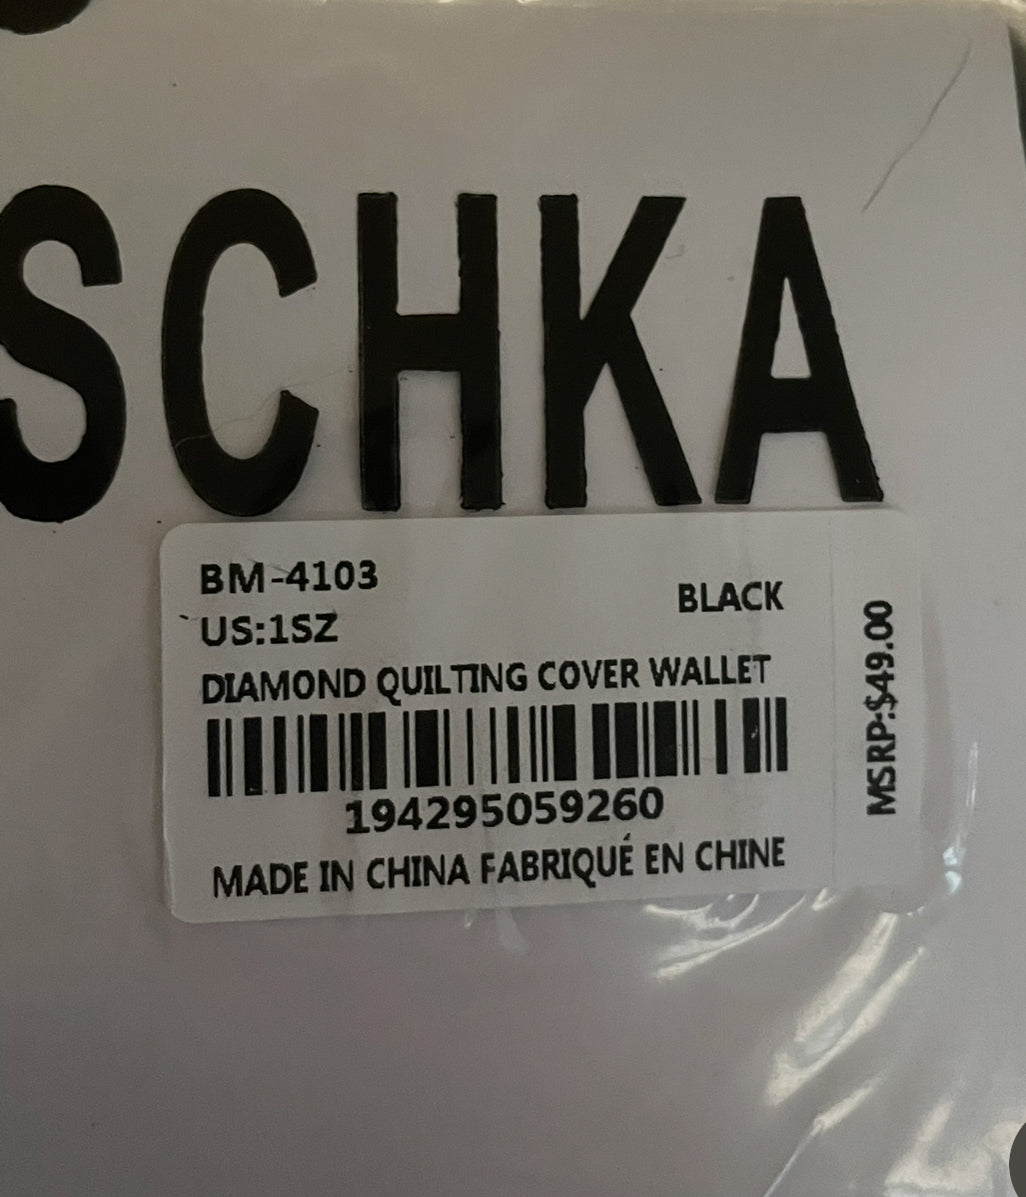 SCHKA
BM-4103
BLACK
US:1SZ
DIAMOND QUILTING COVER WALLET
194295059260
MADE IN CHINA FABRIQUÉ EN CHINE
MSRP:$49.00